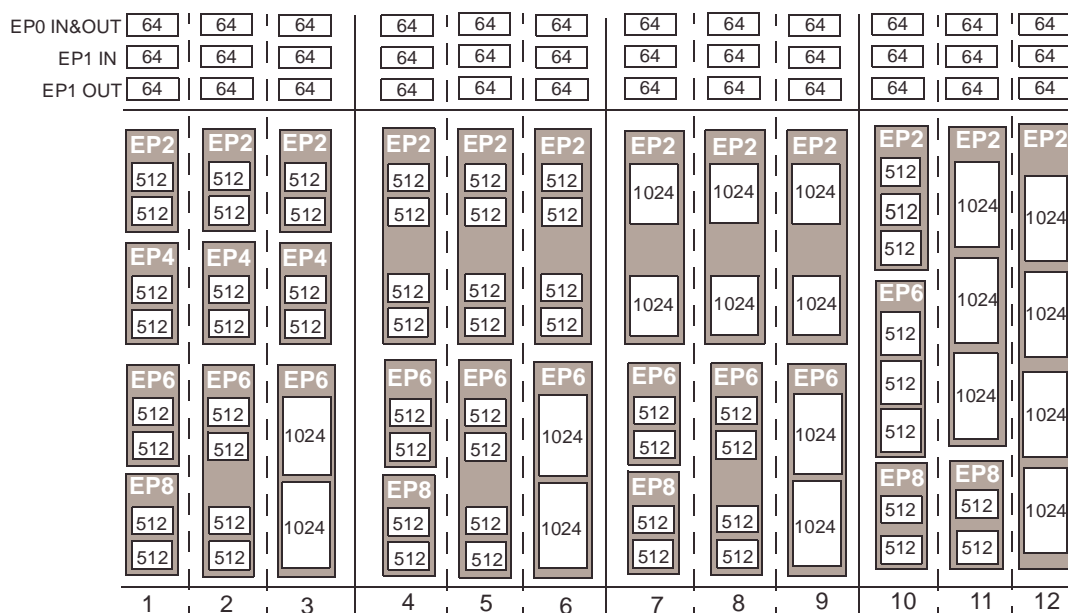 EP0 IN&OUT 64 64 64 64 64 64 64 64 64 64 64 64
EP1 IN 64 64 64 64 64 64 64 64 64 64 64 64
EP1 OUT 64 64 64 64 64 64 64 64 64 64 64 64
EP2 EP2 EP2 EP2 EP2 EP2 EP2 EP2 EP2 EP2 EP2 EP2
512 512 512 512 512 512 1024 1024 1024 512
512 512 512 512 512 512 512 1024 1024
EP4 EP4 EP4 512
512 512 512 512 512 512 1024 1024 1024 EP6 1024 1024
512 512 512 512 512 512 512
EP6 EP6 EP6 EP6 EP6 EP6 EP6 EP6 EP6 512
512 512 512 512 512 512 1024 1024
512 512 1024 512 512 1024 512 512 1024 512
EP8 EP8 EP8 EP8 EP8
512 512 1024 512 512 1024 512 512 1024 512 512 1024
512 512 512 512 512 512 512 512
1 2 3 4 5 6 7 8 9 10 11 12